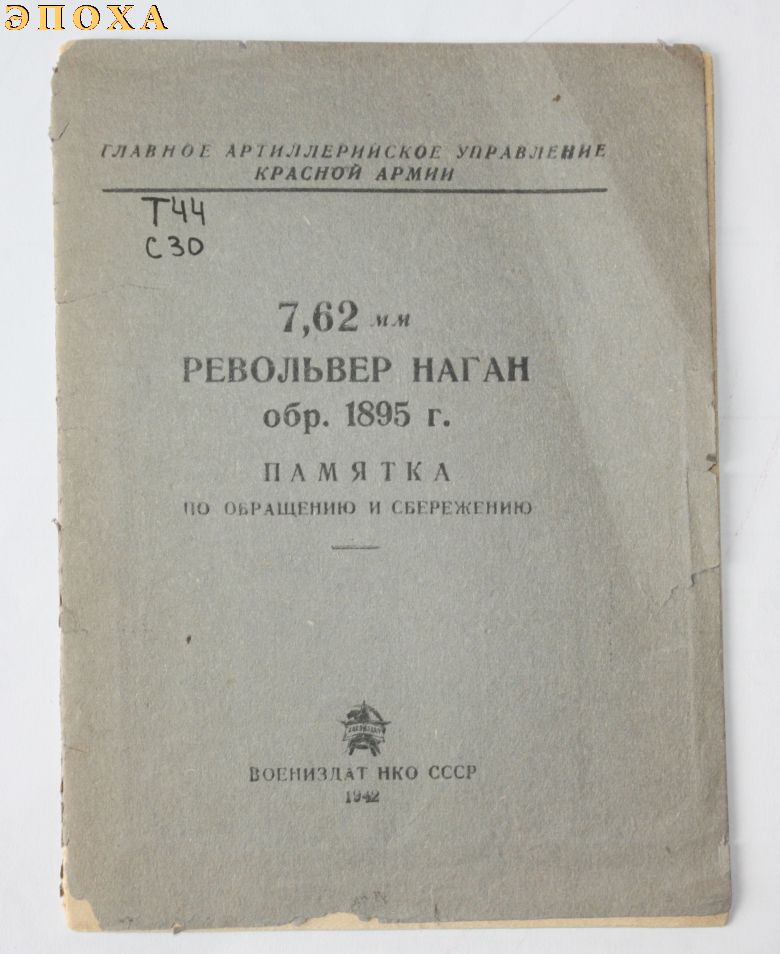 ЭПОХА
ГЛАВНОЕ АРТИЛЛЕРИЙСКОЕ УПРАВЛЕНИЕ
КРАСНОЙ АРМИИ
Т44
С30
7,62 мм
РЕВОЛЬВЕР НАГАН
обр. 1895 г.
ПАМЯТКА
ПО ОБРАЩЕНИЮ И СБЕРЕЖЕНИЮ
ВОЕНИЗДАТ НКО СССР
1942